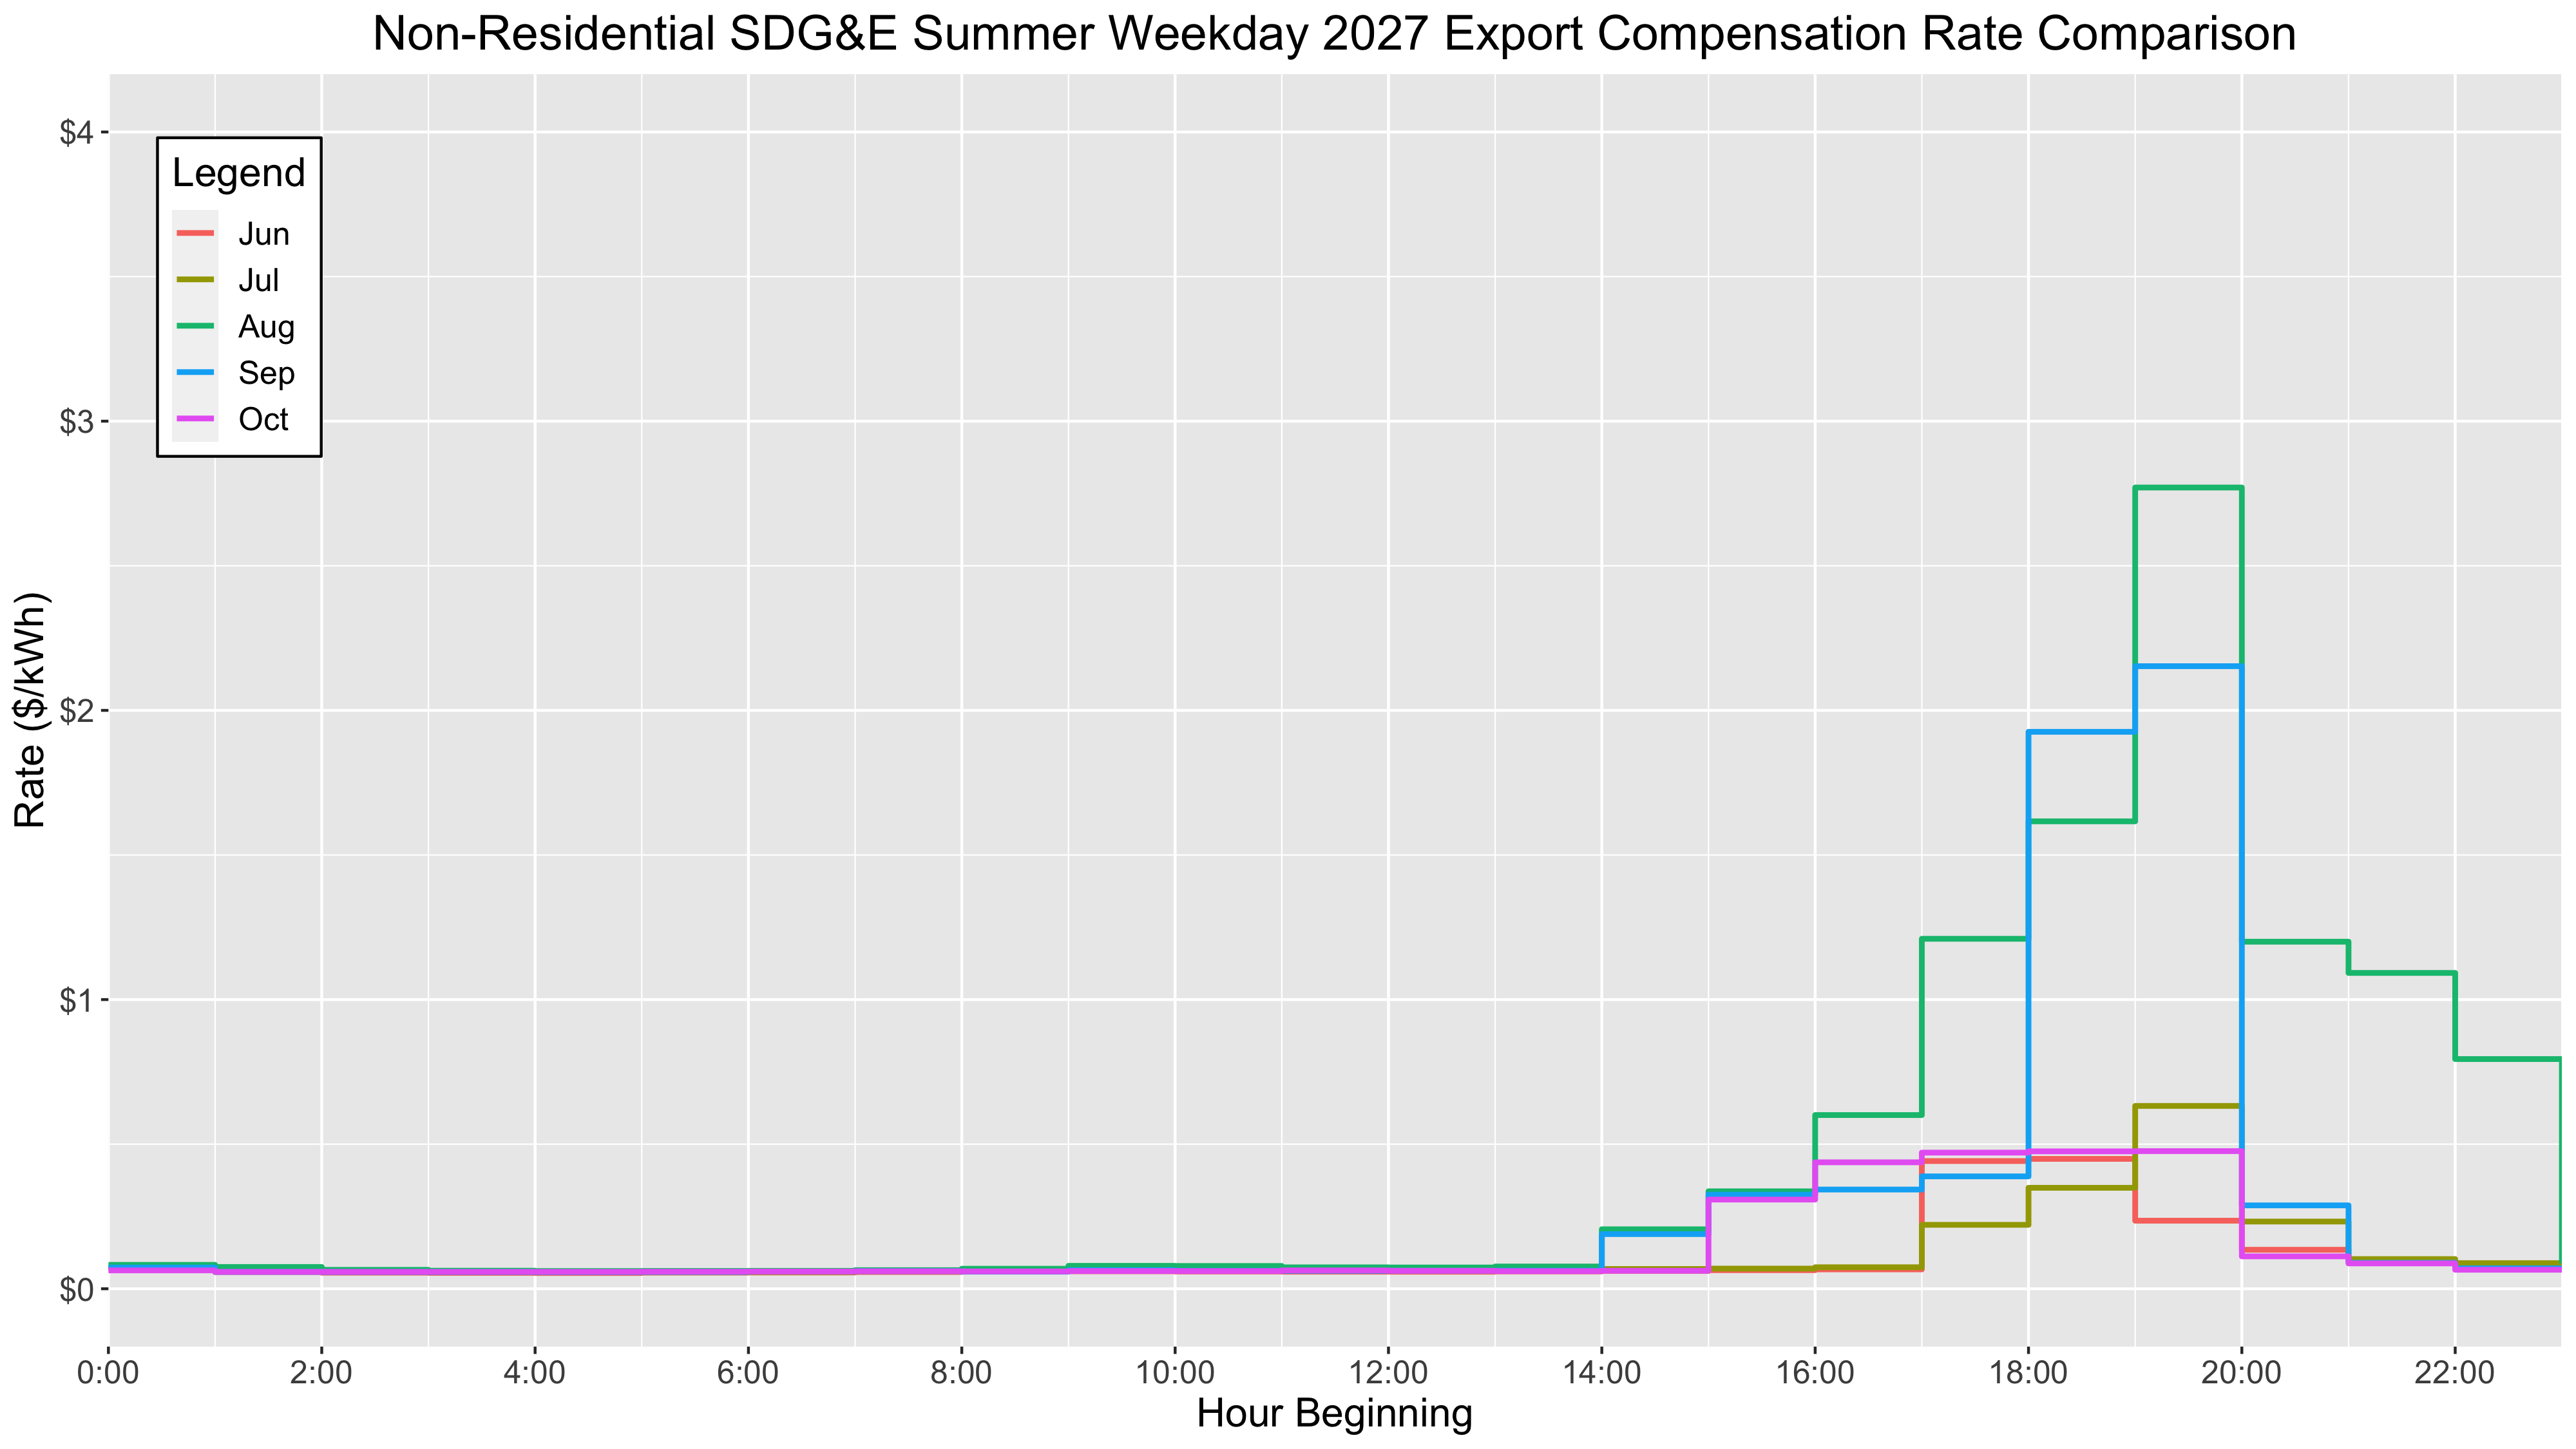 Non-Residential SDG&E Summer Weekday 2027 Export Compensation Rate Comparison
$4
Legend
Jun
Jul
Aug
Sep
Oct
$3
Rate ($/kWh)
$2
$1
$0
0:00 2:00 4:00 6:00 8:00 10:00 12:00 14:00 16:00 18:00 20:00 22:00
Hour Beginning